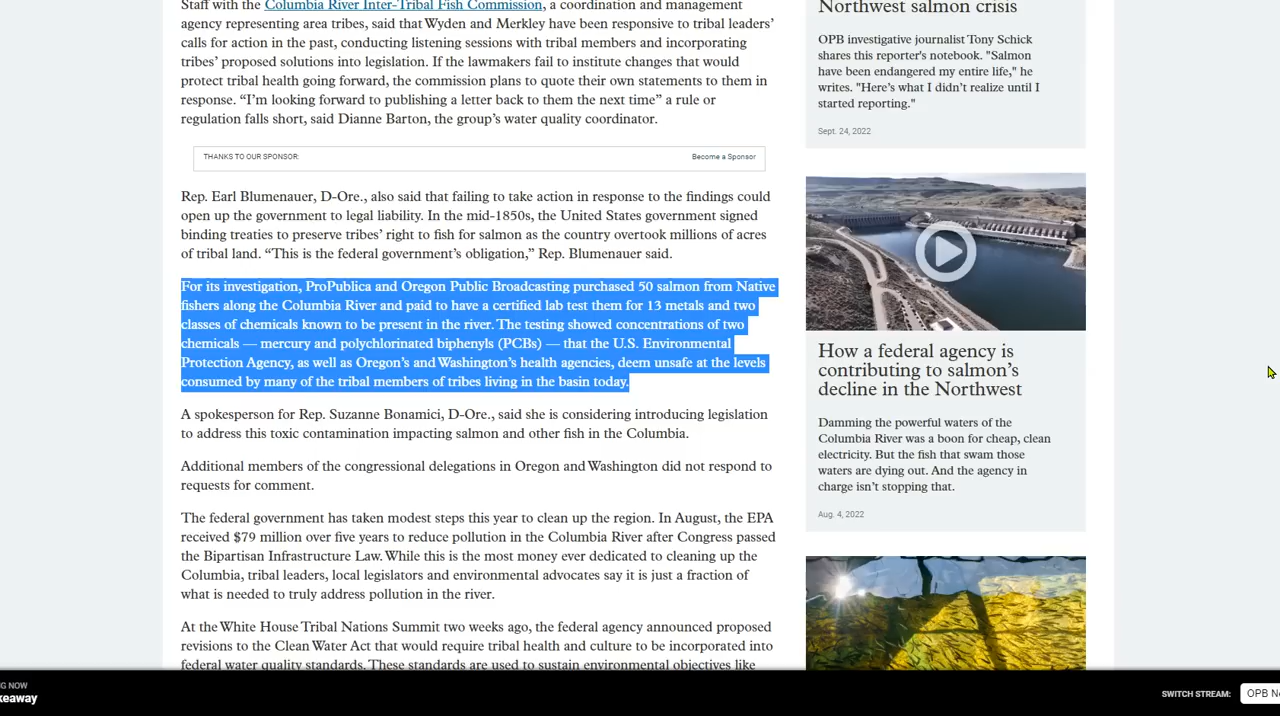 Staff with the Columbia River Inter-Tribal Fish Commission, a coordination and management
agency representing area tribes, said that Wyden and Merkley have been responsive to tribal leaders’
calls for action in the past, conducting listening sessions with tribal members and incorporating
tribes’ proposed solutions into legislation. If the lawmakers fail to institute changes that would
protect tribal health going forward, the commission plans to quote their own statements to them in
response. “I’m looking forward to publishing a letter back to them the next time” a rule or
regulation falls short, said Dianne Barton, the group’s water quality coordinator.
THANKS TO OUR SPONSOR:
Become a Sponsor
Rep. Earl Blumenauer, D-Ore., also said that failing to take action in response to the findings could
open up the government to legal liability. In the mid-1850s, the United States government signed
binding treaties to preserve tribes’ right to fish for salmon as the country overtook millions of acres
of tribal land. “This is the federal government’s obligation,” Rep. Blumenauer said.
For its investigation, ProPublica and Oregon Public Broadcasting purchased 50 salmon from Native
fishers along the Columbia River and paid to have a certified lab test them for 13 metals and two
classes of chemicals known to be present in the river. The testing showed concentrations of two
chemicals — mercury and polychlorinated biphenyls (PCBs) — that the U.S. Environmental
Protection Agency, as well as Oregon’s and Washington’s health agencies, deem unsafe at the levels
consumed by many of the tribal members of tribes living in the basin today.
A spokesperson for Rep. Suzanne Bonamici, D-Ore., said she is considering introducing legislation
to address this toxic contamination impacting salmon and other fish in the Columbia.
Additional members of the congressional delegations in Oregon and Washington did not respond to
requests for comment.
The federal government has taken modest steps this year to clean up the region. In August, the EPA
received $79 million over five years to reduce pollution in the Columbia River after Congress passed
the Bipartisan Infrastructure Law. While this is the most money ever dedicated to cleaning up the
Columbia, tribal leaders, local legislators and environmental advocates say it is just a fraction of
what is needed to truly address pollution in the river.
At the White House Tribal Nations Summit two weeks ago, the federal agency announced proposed
revisions to the Clean Water Act that would require tribal health and culture to be incorporated into
federal water quality standards. These standards are used to sustain environmental objectives like
Northwest salmon crisis
OPB investigative journalist Tony Schick
shares this reporter's notebook. "Salmon
have been endangered my entire life," he
writes. "Here’s what I didn’t realize until I
started reporting."
Sept. 24, 2022
How a federal agency is
contributing to salmon’s
decline in the Northwest
Damming the powerful waters of the
Columbia River was a boon for cheap, clean
electricity. But the fish that swam those
waters are dying out. And the agency in
charge isn’t stopping that.
Aug. 4, 2022
G NOW
keaway
SWITCH STREAM:
OPB Ne